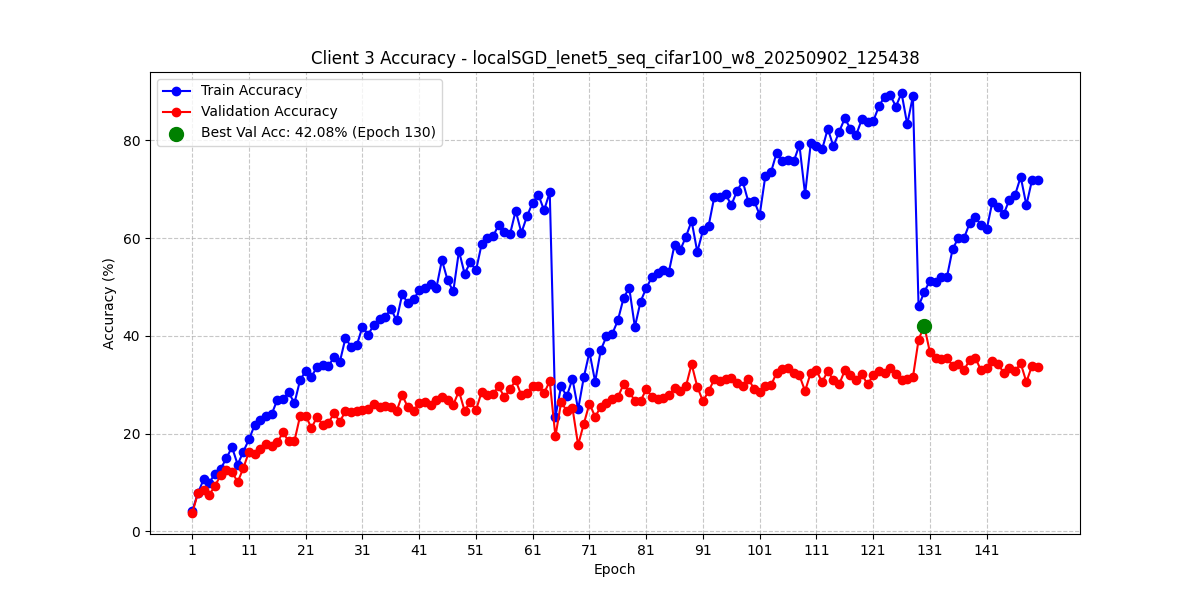 Client 3 Accuracy - localSGD_lenet5_seq_cifar100_w8_20250902_125438
Train Accuracy
Validation Accuracy
Best Val Acc: 42.08% (Epoch 130)
Accuracy (%)
80
60
40
20
0
1 11 21 31 41 51 61 71 81 91 101 111 121 131 141
Epoch